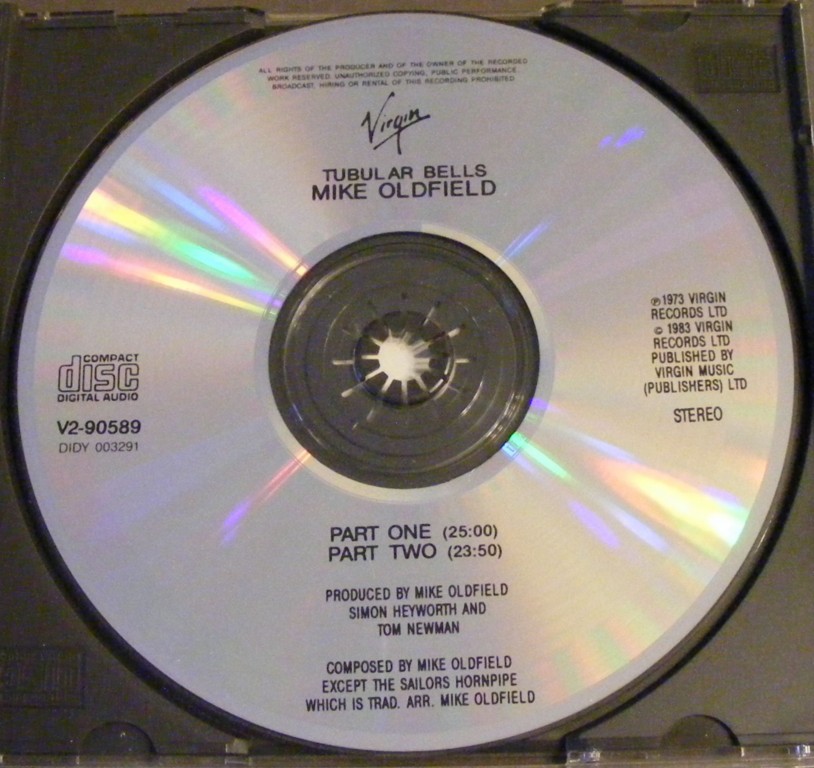 ALL RIGHTS OF THE PRODUCER AND OF THE OWNER OF THE RECORDED
WORK RESERVED. UNAUTHORIZED COPYING, PUBLIC PERFORMANCE,
BROADCAST, HIRING OR RENTAL OF THIS RECORDING PROHIBITED
Virgin
TUBULAR BELLS
MIKE OLDFIELD
℗ 1973 VIRGIN
RECORDS LTD
© 1983 VIRGIN
RECORDS LTD
PUBLISHED BY
VIRGIN MUSIC
(PUBLISHERS) LTD
STEREO
COMPACT
disc
DIGITAL AUDIO
V2-90589
DIDY 003291
PART ONE (25:00)
PART TWO (23:50)
PRODUCED BY MIKE OLDFIELD
SIMON HEYWORTH AND
TOM NEWMAN
COMPOSED BY MIKE OLDFIELD
EXCEPT THE SAILORS HORNPIPE
WHICH IS TRAD. ARR. MIKE OLDFIELD